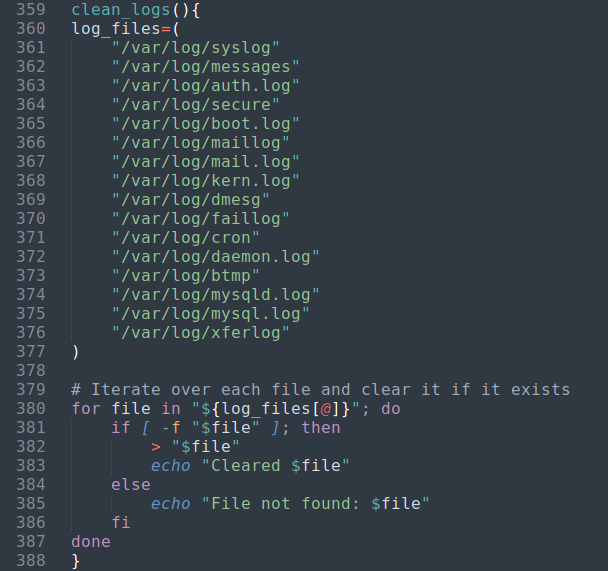 359 clean_logs(){
360 log_files=(
361     "/var/log/syslog"
362     "/var/log/messages"
363     "/var/log/auth.log"
364     "/var/log/secure"
365     "/var/log/boot.log"
366     "/var/log/maillog"
367     "/var/log/mail.log"
368     "/var/log/kern.log"
369     "/var/log/dmesg"
370     "/var/log/faillog"
371     "/var/log/cron"
372     "/var/log/daemon.log"
373     "/var/log/btmp"
374     "/var/log/mysqld.log"
375     "/var/log/mysql.log"
376     "/var/log/xferlog"
377 )
378
379 # Iterate over each file and clear it if it exists
380 for file in "${log_files[@]}"; do
381     if [ -f "$file" ]; then
382         > "$file"
383         echo "Cleared $file"
384     else
385         echo "File not found: $file"
386     fi
387 done
388 }